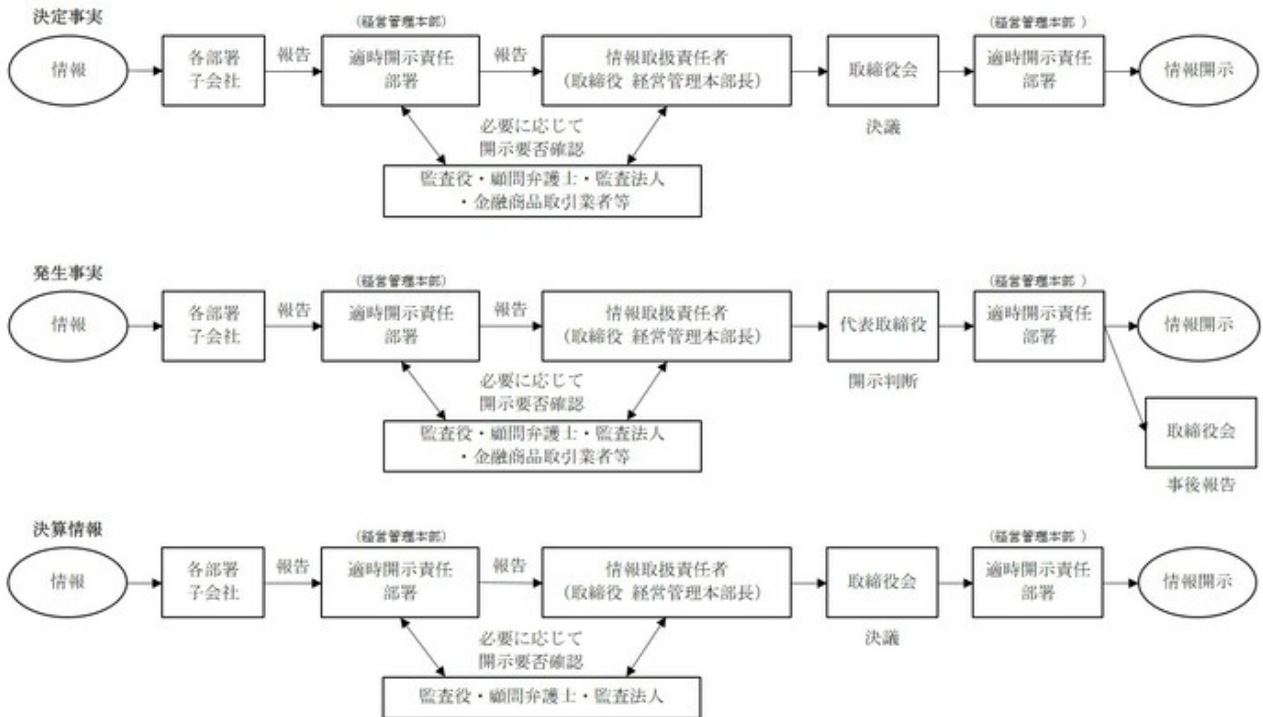 決定事実
(経営管理本部)
(経営管理本部 )
情報
各部署
子会社
報告
適時開示責任
部署
報告
情報取扱責任者
(取締役 経営管理本部長)
取締役会
適時開示責任
部署
情報開示
決議
必要に応じて
開示要否確認
監査役・顧問弁護士・監査法人
・金融商品取引業者等
発生事実
(経営管理本部)
(経営管理本部 )
情報
各部署
子会社
報告
適時開示責任
部署
報告
情報取扱責任者
(取締役 経営管理本部長)
代表取締役
適時開示責任
部署
情報開示
開示判断
必要に応じて
開示要否確認
監査役・顧問弁護士・監査法人
・金融商品取引業者等
取締役会
事後報告
決算情報
(経営管理本部)
(経営管理本部 )
情報
各部署
子会社
報告
適時開示責任
部署
報告
情報取扱責任者
(取締役 経営管理本部長)
取締役会
適時開示責任
部署
情報開示
決議
必要に応じて
開示要否確認
監査役・顧問弁護士・監査法人